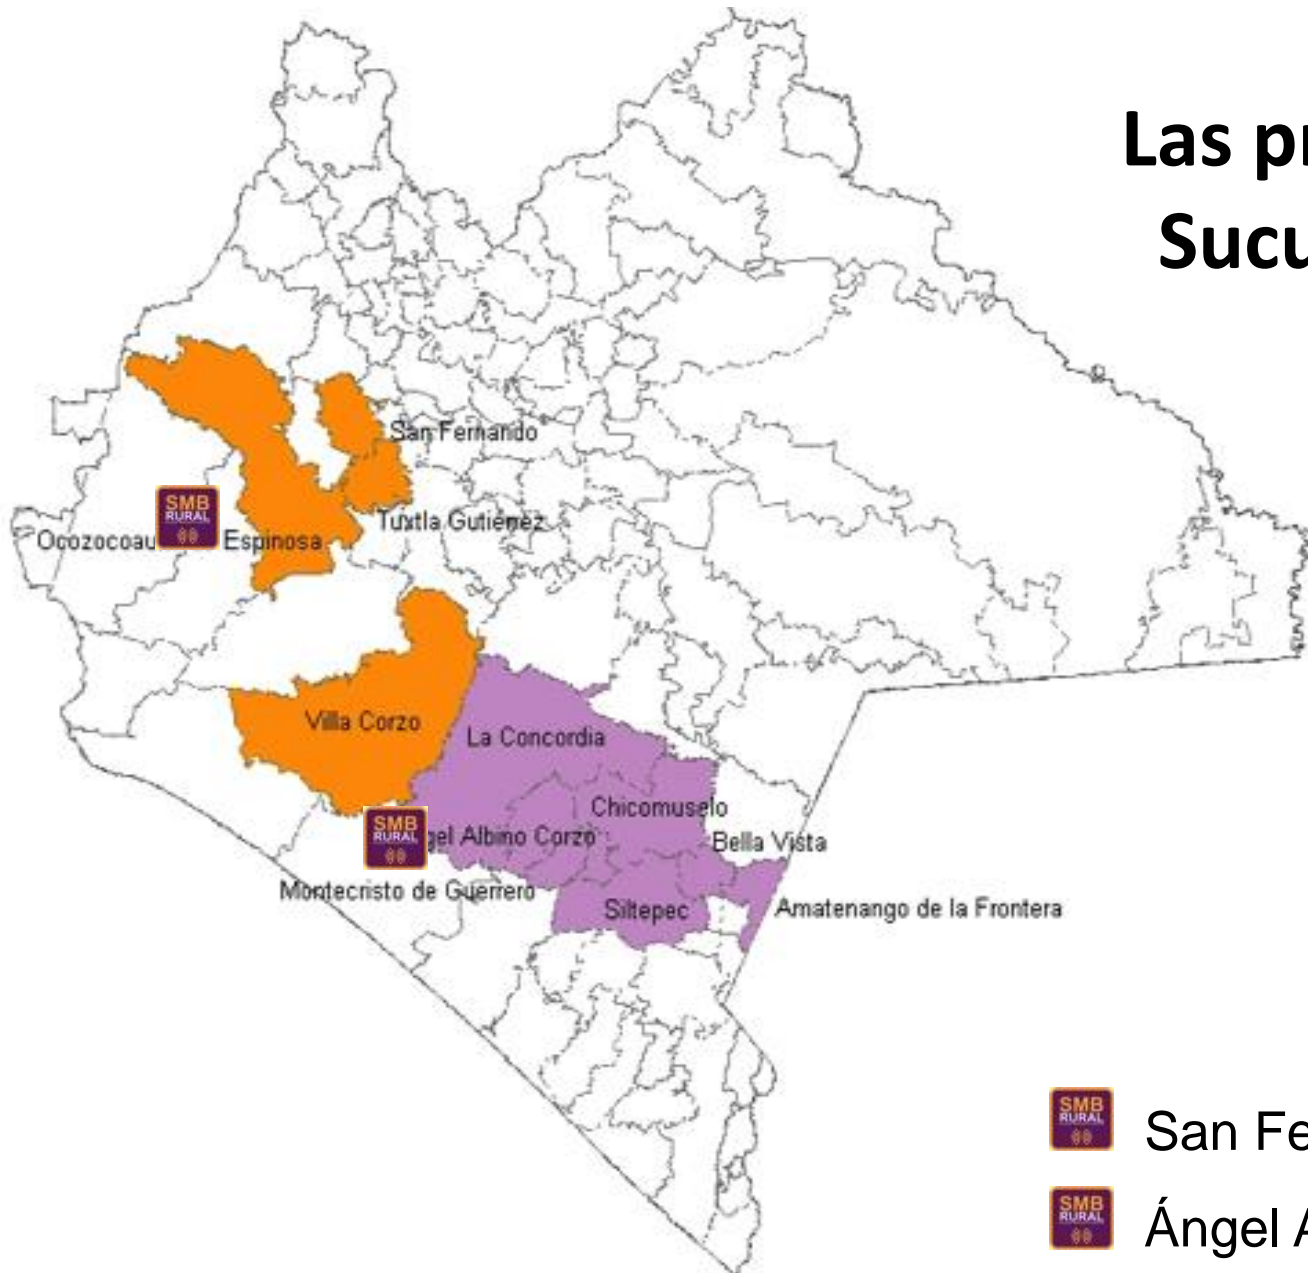 Las pr
Sucu
San Fernando
SMB
RURAL
Tuxtla Gutierrez
Ocozocoau
Espinosa
Villa Corzo
La Concordia
Chicomuselo
SMB
RURAL
gel Albino Corzo
Bella Vista
Montecristo de Guerrero
Siltepec
Amatenango de la Frontera
SMB
RURAL
San Fe
SMB
RURAL
Ángel A